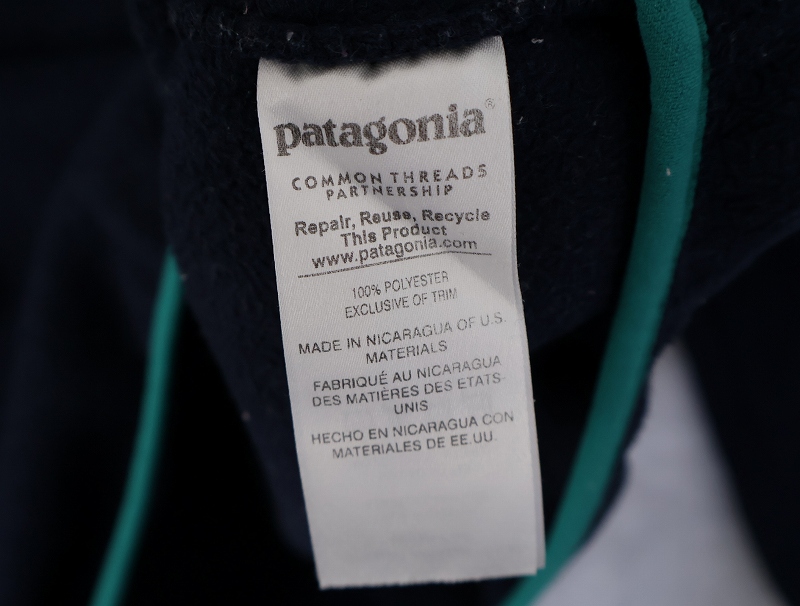 patagonia®
COMMON THREADS
PARTNERSHIP
Repair, Reuse, Recycle
This Product
www.patagonia.com
100% POLYESTER
EXCLUSIVE OF TRIM
MADE IN NICARAGUA OF U.S.
MATERIALS
FABRIQUÉ AU NICARAGUA
DES MATIÈRES DES ETATS-
UNIS
HECHO EN NICARAGUA CON
MATERIALES DE EE.UU.